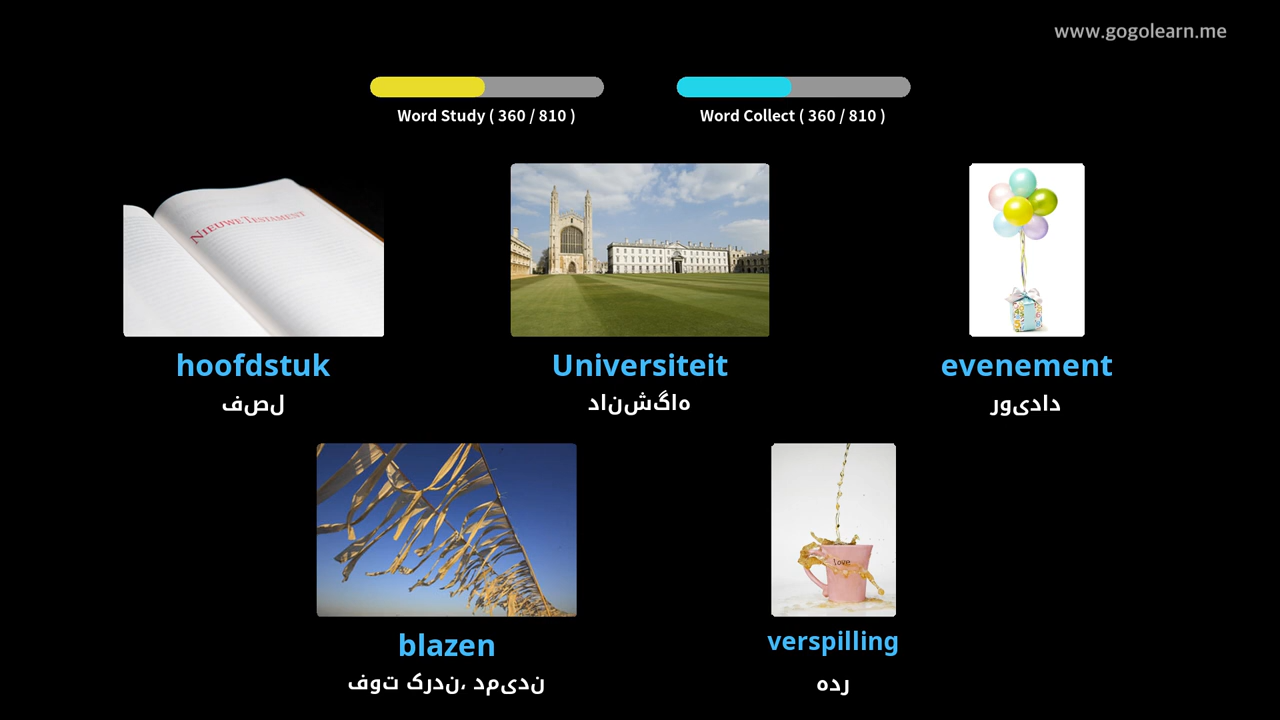 www.gogolearn.me
Word Study ( 360 / 810 )
Word Collect ( 360 / 810 )
NIEUWE TESTAMENT
hoofdstuk
فصل
Universiteit
دانشگاه
evenement
رویداد
love
blazen
فوت کردن، دمیدن
verspilling
هدر